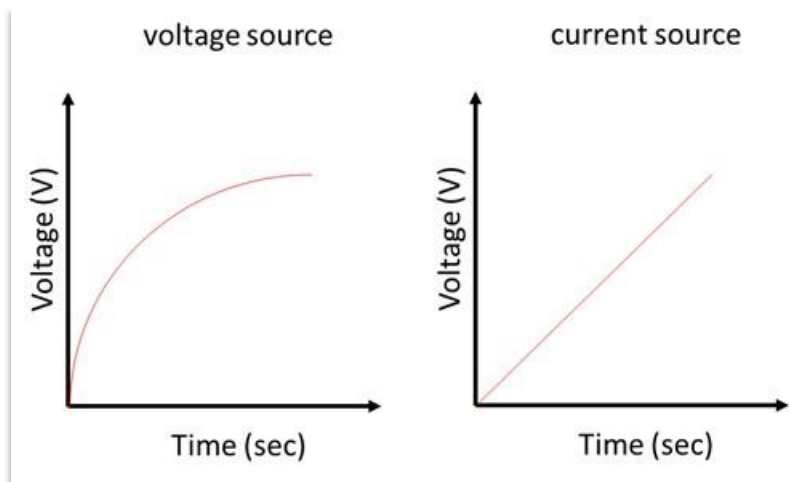 voltage source
current source
Voltage (V)
Time (sec)
Voltage (V)
Time (sec)